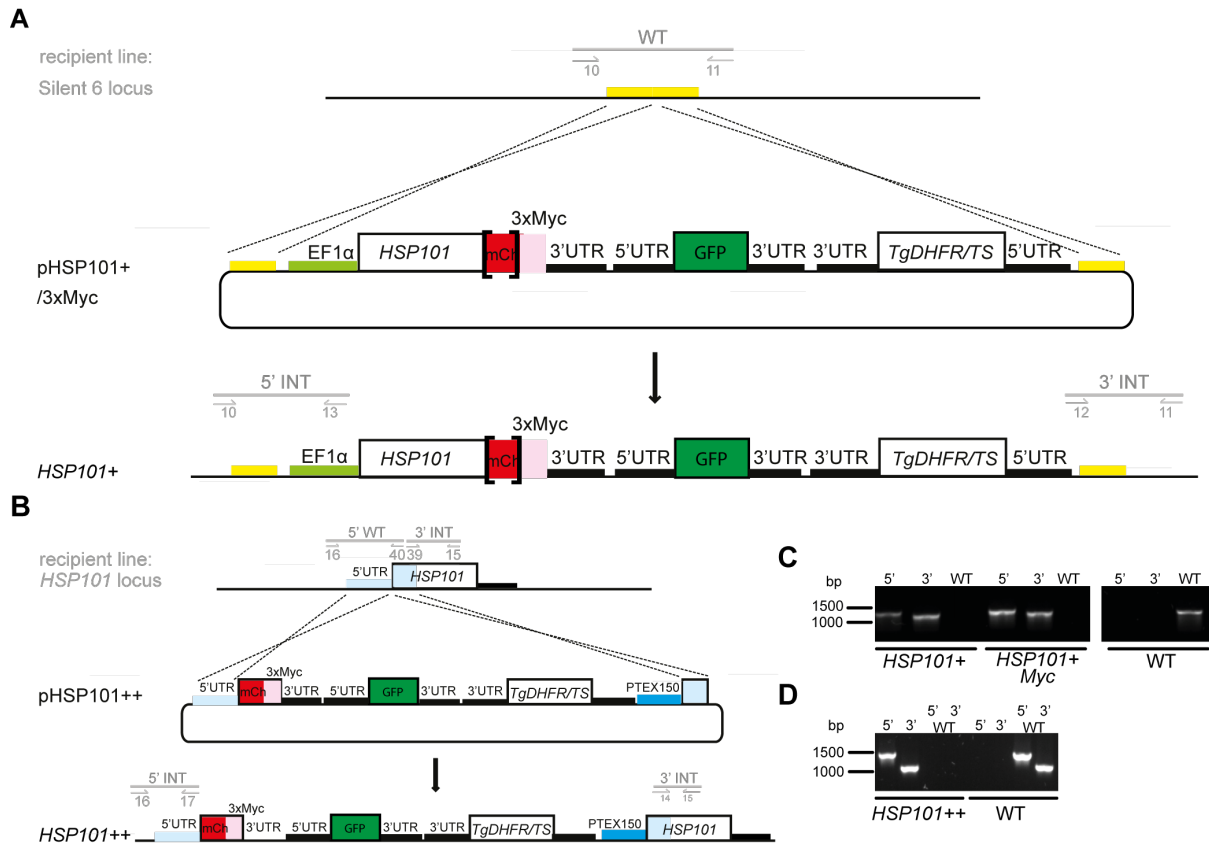 A
recipient line:
Silent 6 locus
WT
10 11
pHSP101+
/3xMyc
EF1α HSP101 mCh 3xMyc 3’UTR 5’UTR GFP 3’UTR 3’UTR TgDHFR/TS 5’UTR
5’ INT
10 13
3’ INT
12 11
HSP101+
EF1α HSP101 mCh 3xMyc 3’UTR 5’UTR GFP 3’UTR 3’UTR TgDHFR/TS 5’UTR
B
recipient line:
HSP101 locus
5’ WT 3’ INT
16 40 39 15
5’UTR HSP101
pHSP101++
5’UTR mCh 3xMyc 3’UTR 5’UTR GFP 3’UTR 3’UTR TgDHFR/TS PTEX150
5’ INT
16 17
3’ INT
14 15
HSP101++
5’UTR mCh 3xMyc 3’UTR 5’UTR GFP 3’UTR 3’UTR TgDHFR/TS PTEX150 HSP101
C
bp 5’ 3’ WT 5’ 3’ WT 5’ 3’ WT
1500
1000
HSP101+ HSP101+ WT
Myc
D
5’ 3’ 5’ 3’
bp 5’ 3’ WT 5’ 3’ WT
1500
1000
HSP101++ WT